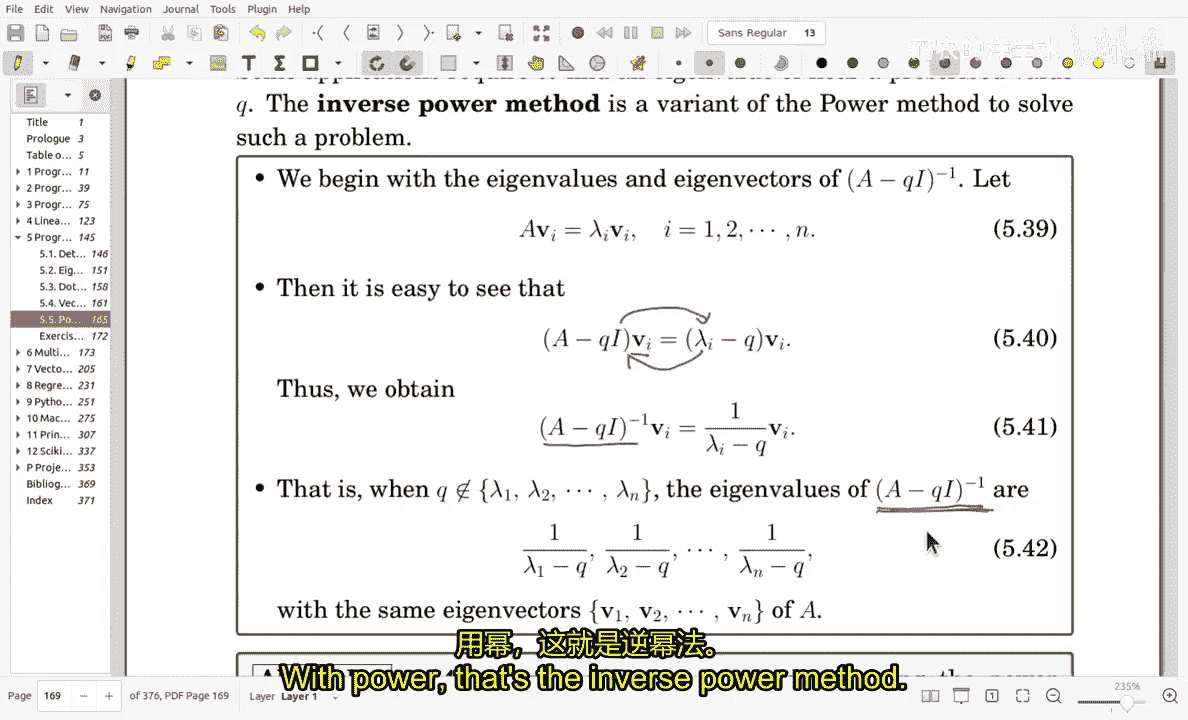 File Edit View Navigation Journal Tools Plugin Help
Sans Regular 13
Title 1
Prologue 3
Table o... 5
1 Progr... 11
2 Progr... 39
3 Progr... 75
4 Linea... 123
5 Progr... 145
5.1. Det... 146
5.2. Eig... 151
5.3. Dot... 158
5.4. Vec... 161
5.5. Po... 165
Exercis... 172
6 Multi... 173
7 Vecto... 205
8 Regre... 231
9 Pytho... 251
10 Mac... 275
11 Prin... 307
12 Sciki... 337
P Proje... 353
Bibliog... 369
Index 371
q. The inverse power method is a variant of the Power method to solve
such a problem.
• We begin with the eigenvalues and eigenvectors of (A − qI)⁻¹. Let
Avᵢ = λᵢvᵢ, i = 1, 2, ⋯ , n. (5.39)
• Then it is easy to see that
(A − qI)vᵢ = (λᵢ − q)vᵢ. (5.40)
Thus, we obtain
(A − qI)⁻¹vᵢ = 1/(λᵢ − q) vᵢ. (5.41)
• That is, when q ∉ {λ₁, λ₂, ⋯ , λₙ}, the eigenvalues of (A − qI)⁻¹ are
1/(λ₁ − q), 1/(λ₂ − q), ⋯ , 1/(λₙ − q), (5.42)
with the same eigenvectors {v₁, v₂, ⋯ , vₙ} of A.
用幂，这就是逆幂法。
With power, that's the inverse power method.
Page 169 of 376, PDF Page 169 Layer Layer 1 235%